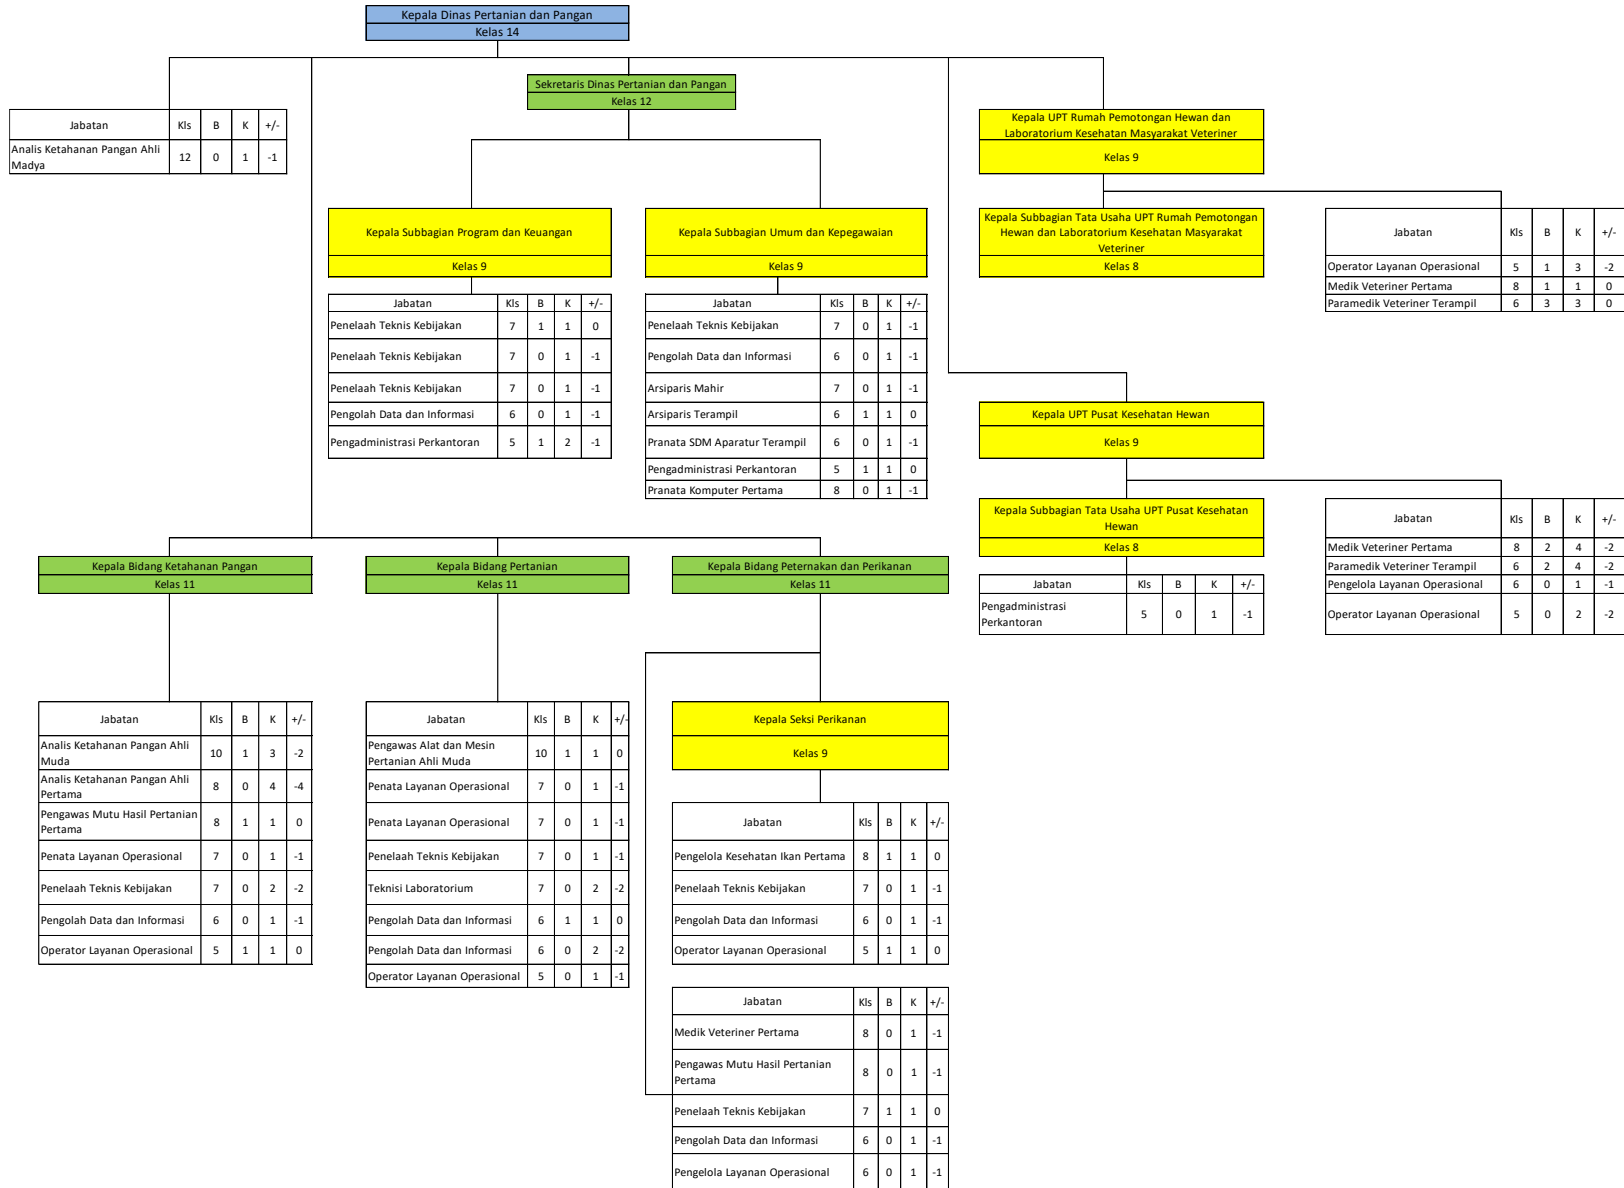 Kepala Dinas Pertanian dan Pangan
Kelas 14
Sekretaris Dinas Pertanian dan Pangan
Kelas 12
Jabatan Kls B K +/-
Analis Ketahanan Pangan Ahli
Madya 12 0 1 -1
Kepala UPT Rumah Pemotongan Hewan dan
Laboratorium Kesehatan Masyarakat Veteriner
Kelas 9
Kepala Subbagian Program dan Keuangan
Kelas 9
Jabatan Kls B K +/-
Penelaah Teknis Kebijakan 7 1 1 0
Penelaah Teknis Kebijakan 7 0 1 -1
Penelaah Teknis Kebijakan 7 0 1 -1
Pengolah Data dan Informasi 6 0 1 -1
Pengadministrasi Perkantoran 5 1 2 -1
Kepala Subbagian Umum dan Kepegawaian
Kelas 9
Jabatan Kls B K +/-
Penelaah Teknis Kebijakan 7 0 1 -1
Pengolah Data dan Informasi 6 0 1 -1
Arsiparis Mahir 7 0 1 -1
Arsiparis Terampil 6 1 1 0
Pranata SDM Aparatur Terampil 6 0 1 -1
Pengadministrasi Perkantoran 5 1 1 0
Pranata Komputer Pertama 8 0 1 -1
Kepala Subbagian Tata Usaha UPT Rumah Pemotongan
Hewan dan Laboratorium Kesehatan Masyarakat
Veteriner
Kelas 8
Jabatan Kls B K +/-
Operator Layanan Operasional 5 1 3 -2
Medik Veteriner Pertama 8 1 1 0
Paramedik Veteriner Terampil 6 3 3 0
Kepala UPT Pusat Kesehatan Hewan
Kelas 9
Kepala Subbagian Tata Usaha UPT Pusat Kesehatan
Hewan
Kelas 8
Jabatan Kls B K +/-
Pengadministrasi
Perkantoran 5 0 1 -1
Jabatan Kls B K +/-
Medik Veteriner Pertama 8 2 4 -2
Paramedik Veteriner Terampil 6 2 4 -2
Pengelola Layanan Operasional 6 0 1 -1
Operator Layanan Operasional 5 0 2 -2
Kepala Bidang Ketahanan Pangan
Kelas 11
Jabatan Kls B K +/-
Analis Ketahanan Pangan Ahli
Muda 10 1 3 -2
Analis Ketahanan Pangan Ahli
Pertama 8 0 4 -4
Pengawas Mutu Hasil Pertanian
Pertama 8 1 1 0
Penata Layanan Operasional 7 0 1 -1
Penelaah Teknis Kebijakan 7 0 2 -2
Pengolah Data dan Informasi 6 0 1 -1
Operator Layanan Operasional 5 1 1 0
Kepala Bidang Pertanian
Kelas 11
Jabatan Kls B K +/-
Pengawas Alat dan Mesin
Pertanian Ahli Muda 10 1 1 0
Penata Layanan Operasional 7 0 1 -1
Penata Layanan Operasional 7 0 1 -1
Penelaah Teknis Kebijakan 7 0 1 -1
Teknisi Laboratorium 7 0 2 -2
Pengolah Data dan Informasi 6 1 1 0
Pengolah Data dan Informasi 6 0 2 -2
Operator Layanan Operasional 5 0 1 -1
Kepala Bidang Peternakan dan Perikanan
Kelas 11
Kepala Seksi Perikanan
Kelas 9
Jabatan Kls B K +/-
Pengelola Kesehatan Ikan Pertama 8 1 1 0
Penelaah Teknis Kebijakan 7 0 1 -1
Pengolah Data dan Informasi 6 0 1 -1
Operator Layanan Operasional 5 1 1 0
Jabatan Kls B K +/-
Medik Veteriner Pertama 8 0 1 -1
Pengawas Mutu Hasil Pertanian
Pertama 8 0 1 -1
Penelaah Teknis Kebijakan 7 1 1 0
Pengolah Data dan Informasi 6 0 1 -1
Pengelola Layanan Operasional 6 0 1 -1